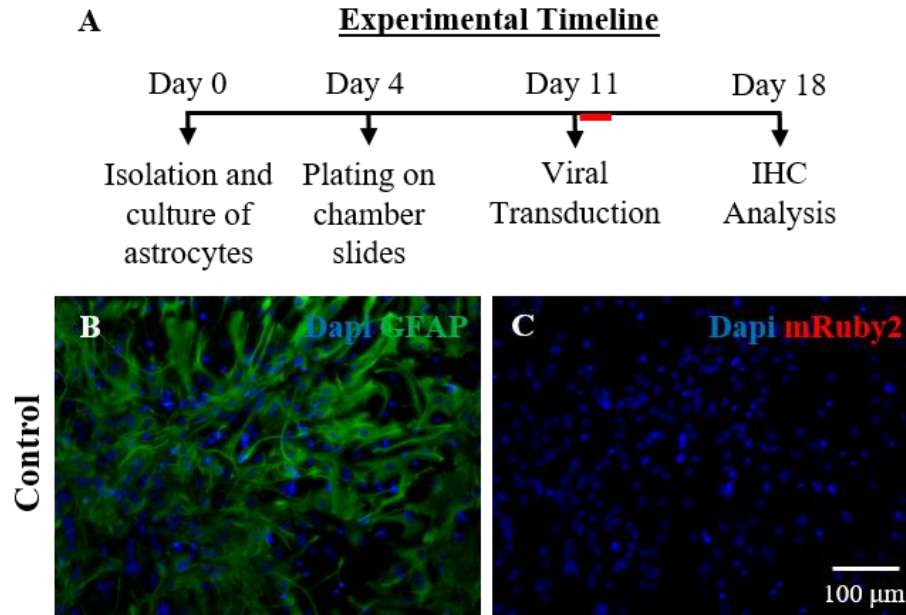 A
Experimental Timeline
Day 0
Day 4
Day 11
Day 18
Isolation and
culture of
astrocytes
Plating on
chamber
slides
Viral
Transduction
IHC
Analysis
Control
B
Dapi GFAP
C
Dapi mRuby2
100 μm